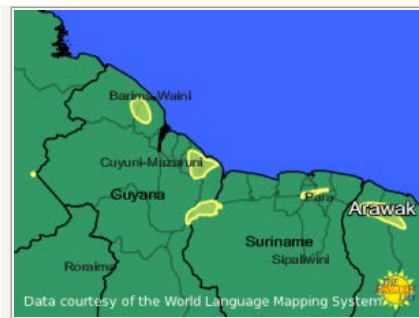 Barima-Waini
Cuyuni-Mazaruni
Guyana
Para
Arawak
Suriname
Sipaliwini
Roraima
Data courtesy of the World Language Mapping System